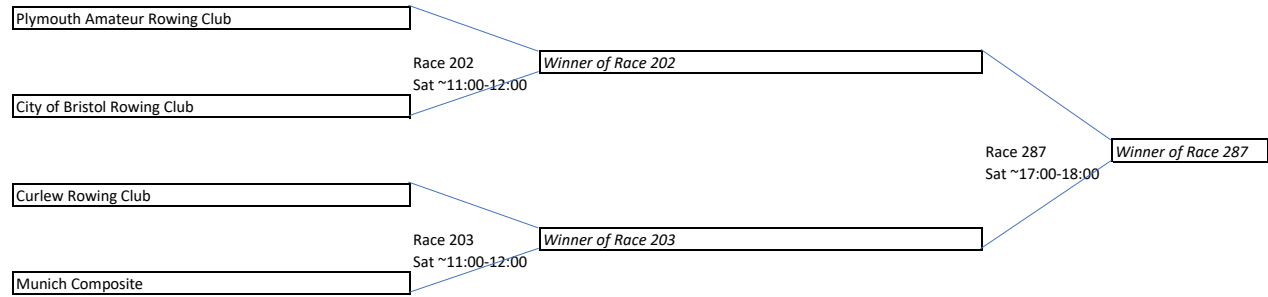 Plymouth Amateur Rowing Club
Race 202
Winner of Race 202
Sat ~11:00-12:00
City of Bristol Rowing Club
Race 287
Winner of Race 287
Sat ~17:00-18:00
Curlew Rowing Club
Race 203
Winner of Race 203
Sat ~11:00-12:00
Munich Composite